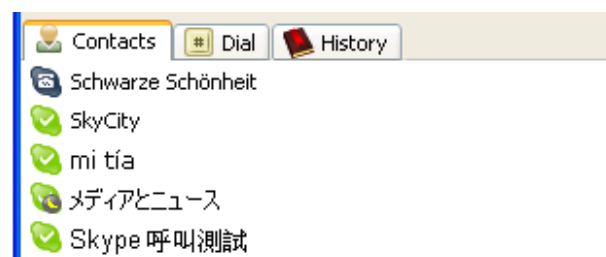 Contacts # Dial History
Schwarze Schönheit
SkyCity
mi tía
メディアとニュース
Skype 呼叫測試